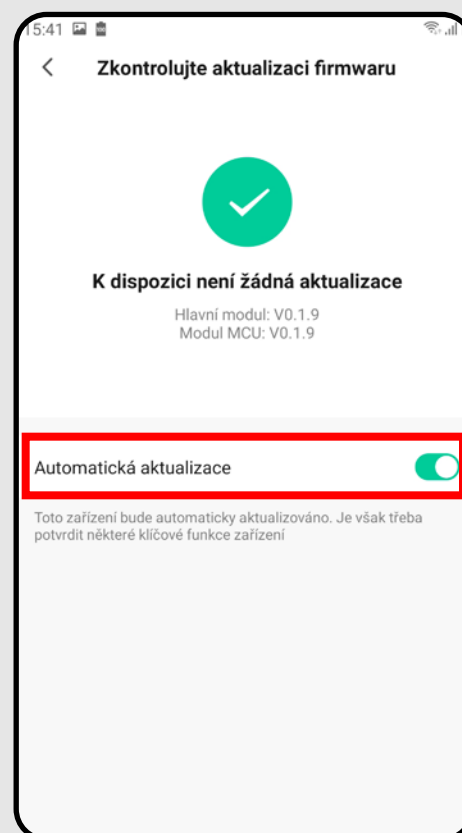 15:41
Zkontrolujte aktualizaci firmwaru
K dispozici není žádná aktualizace
Hlavní modul: V0.1.9
Modul MCU: V0.1.9
Automatická aktualizace
Toto zařízení bude automaticky aktualizováno. Je však třeba
potvrdit některé klíčové funkce zařízení